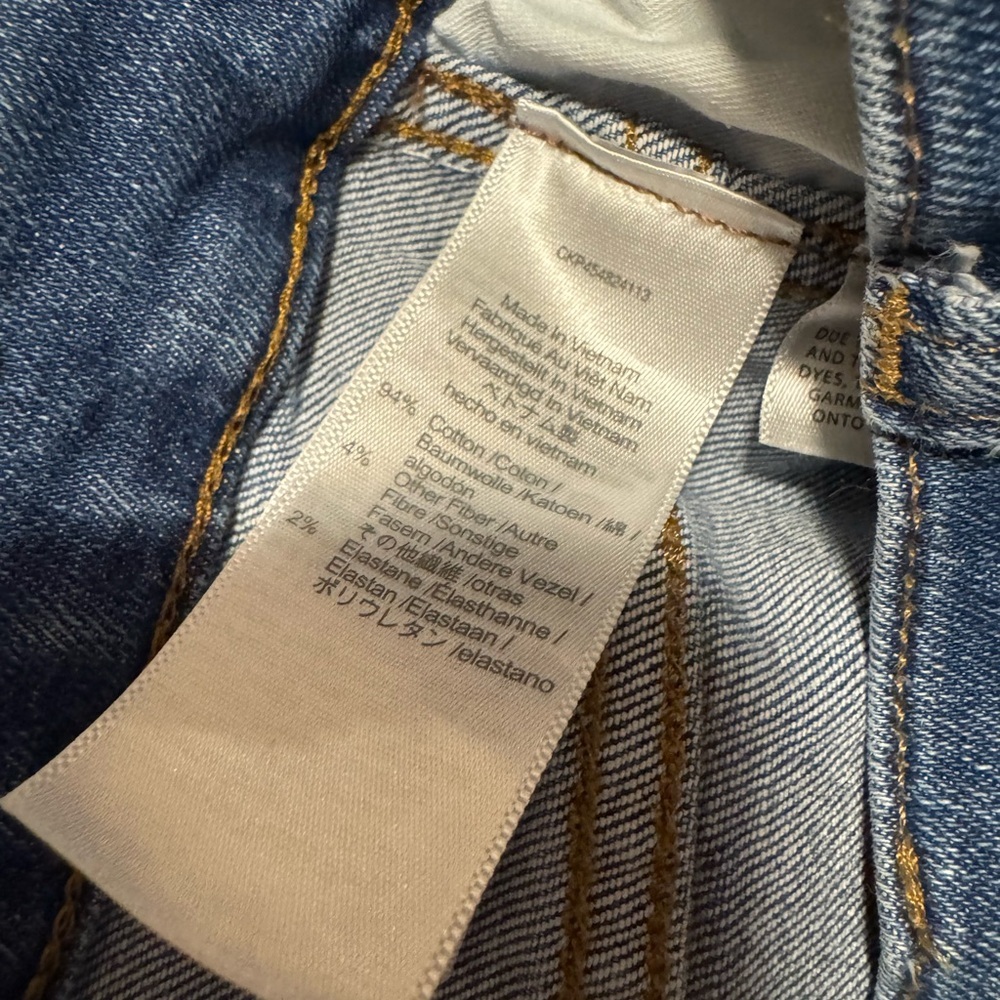 CKP454824113
Made in Vietnam
Fabriqué Au Viêt Nam
Hergestellt in Vietnam
Vervaardigd in Vietnam
ベトナム製
hecho en vietnam
94% Cotton /Coton /
Baumwolle /Katoen /綿 /
algodón
4% Other Fiber /Autre
Fibre /Sonstige
Fasern /Andere Vezel /
その他繊維 /otras
2% Elastane /Elasthanne /
Elastan /Elastaan /
ポリウレタン /elastano
DUE
AND
DYES,
GARM
ONTO